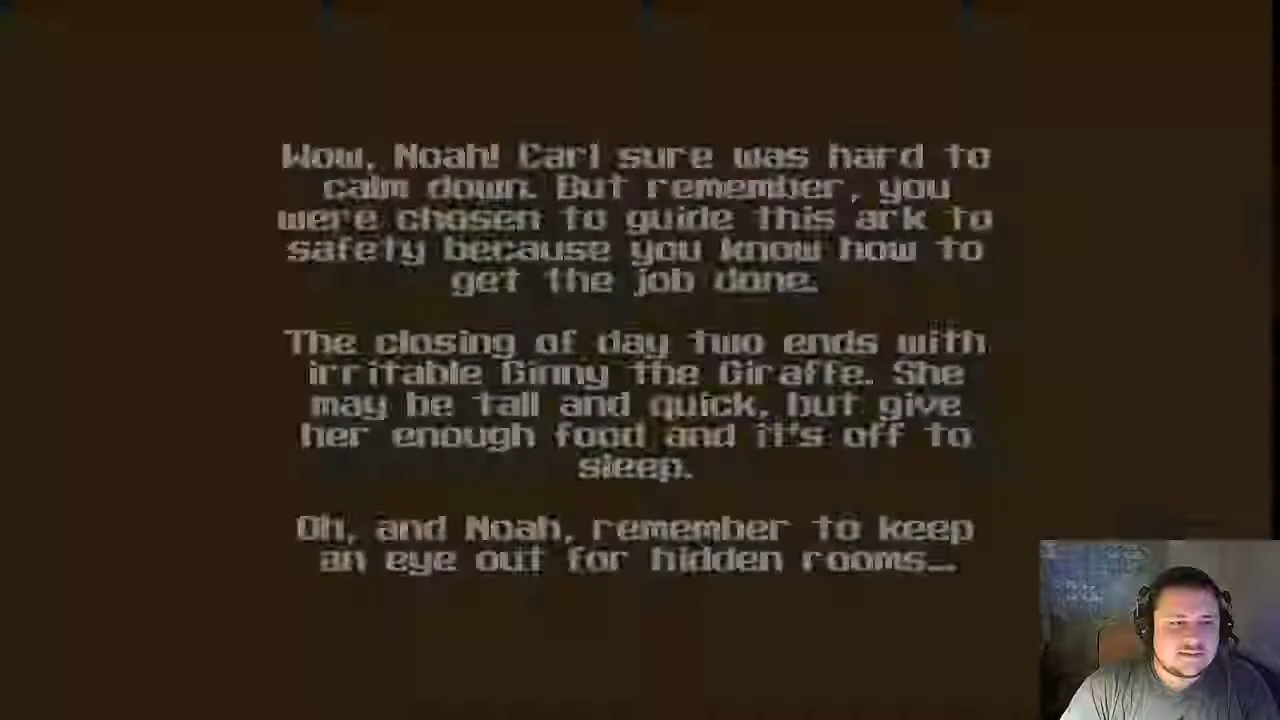 Wow, Noah! Carl sure was hard to
calm down. But remember, you
were chosen to guide this ark to
safety because you know how to
get the job done.
The closing of day two ends with
irritable Ginny the Giraffe. She
may be tall and quick, but give
her enough food and it's off to
sleep.
Oh, and Noah, remember to keep
an eye out for hidden rooms...